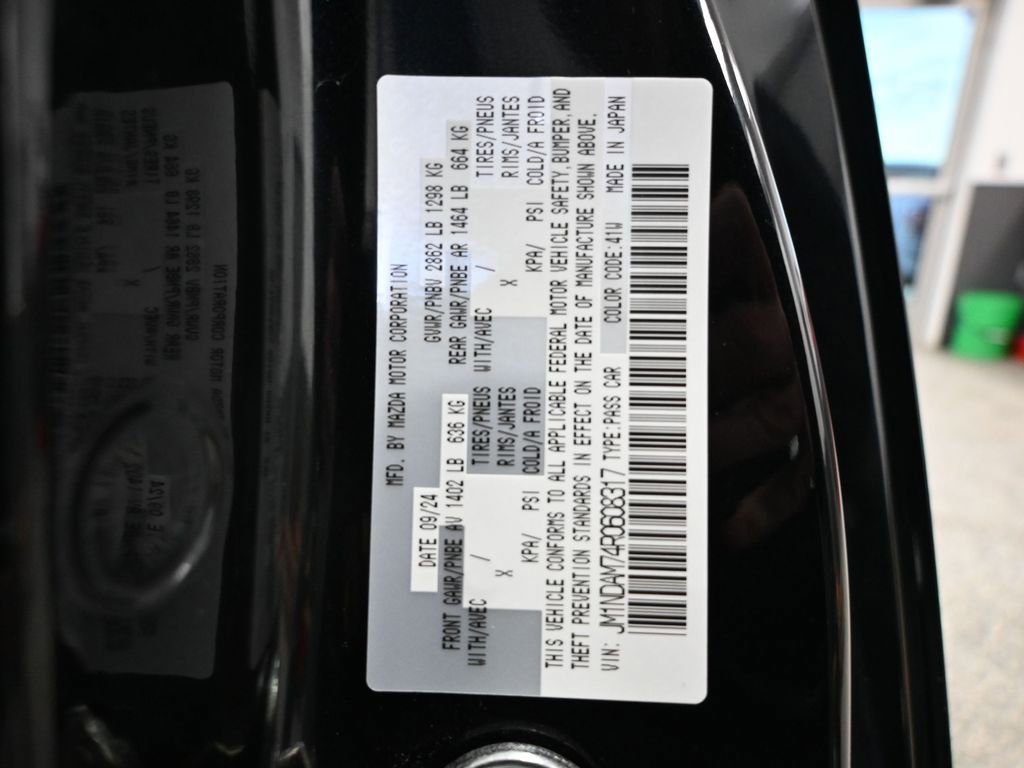 MFD. BY MAZDA MOTOR CORPORATION
DATE 09/24 GVWR/PNBV 2862 LB 1298 KG
FRONT GAWR/PNBE AV 1402 LB 636 KG REAR GAWR/PNBE AR 1464 LB 664 KG
WITH/AVEC / TIRES/PNEUS WITH/AVEC / TIRES/PNEUS
X RIMS/JANTES X RIMS/JANTES
KPA/ PSI COLD/A FROID KPA/ PSI COLD/A FROID
THIS VEHICLE CONFORMS TO ALL APPLICABLE FEDERAL MOTOR VEHICLE SAFETY, BUMPER, AND
THEFT PREVENTION STANDARDS IN EFFECT ON THE DATE OF MANUFACTURE SHOWN ABOVE.
VIN: JM1NDAM74R0608317 TYPE:PASS CAR COLOR CODE:41W MADE IN JAPAN